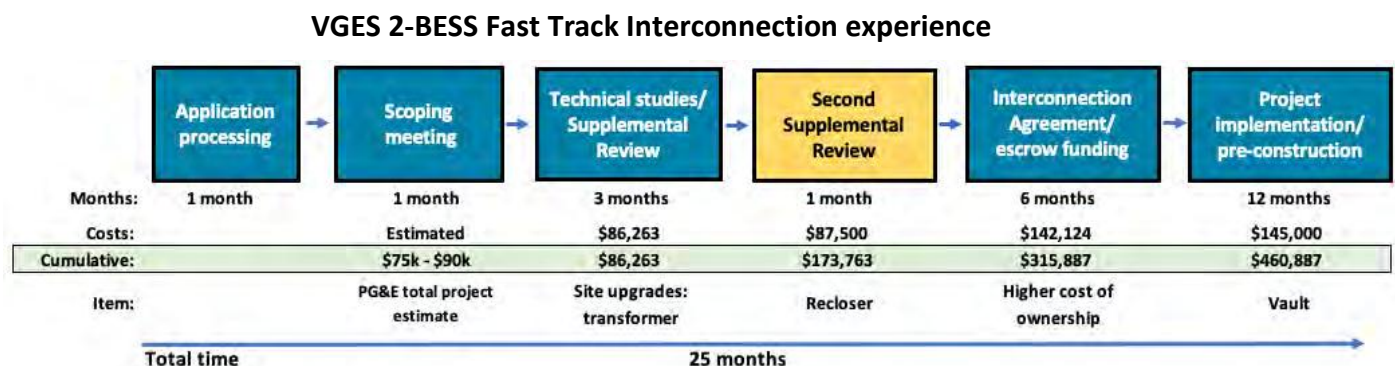 VGES 2-BESS Fast Track Interconnection experience
Application
processing
Scoping
meeting
Technical studies/
Supplemental
Review
Second
Supplemental
Review
Interconnection
Agreement/
escrow funding
Project
implementation/
pre-construction
Months: 1 month 1 month 3 months 1 month 6 months 12 months
Costs: Estimated $86,263 $87,500 $142,124 $145,000
Cumulative: $75k - $90k $86,263 $173,763 $315,887 $460,887
Item:
PG&E total project
estimate
Site upgrades:
transformer
Recloser
Higher cost of
ownership
Vault
Total time 25 months